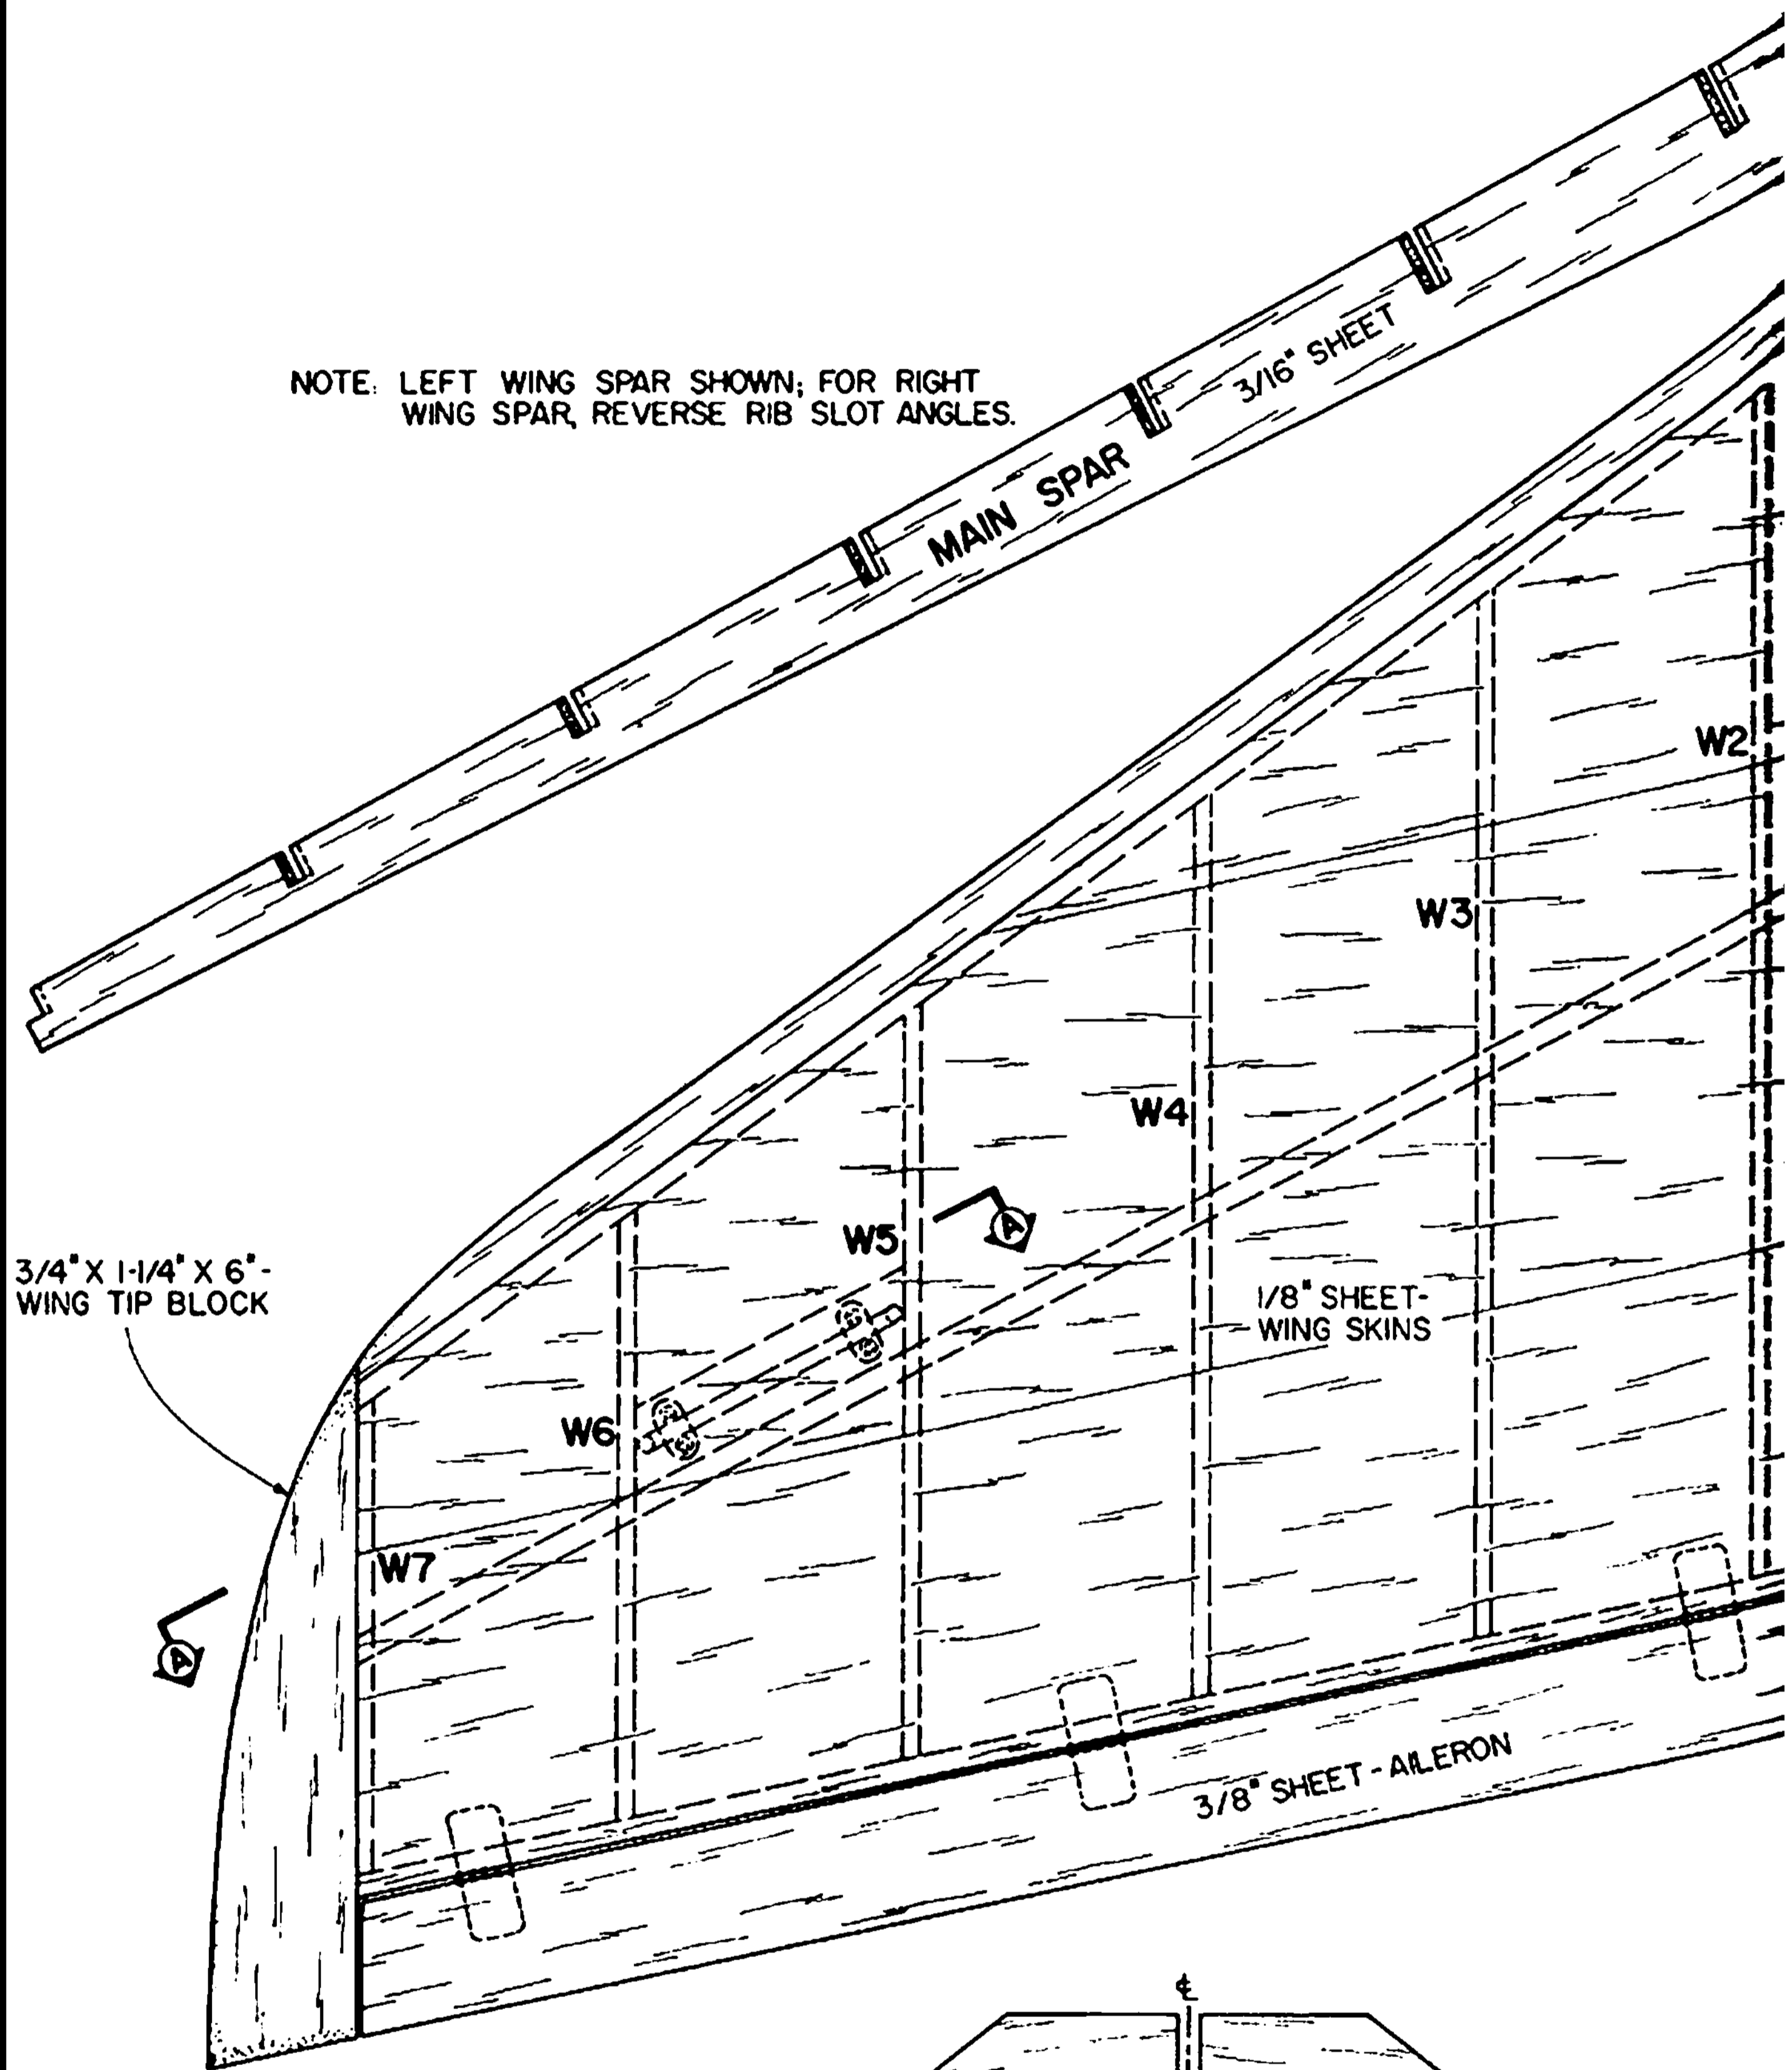 NOTE: LEFT WING SPAR SHOWN; FOR RIGHT
WING SPAR, REVERSE RIB SLOT ANGLES.
3/16" SHEET
MAIN SPAR
W2
W3
W4
W5
A
3/4" X 1-1/4" X 6"-
WING TIP BLOCK
1/8" SHEET-
WING SKINS
W6
W7
A
3/8" SHEET-AILERON
℄